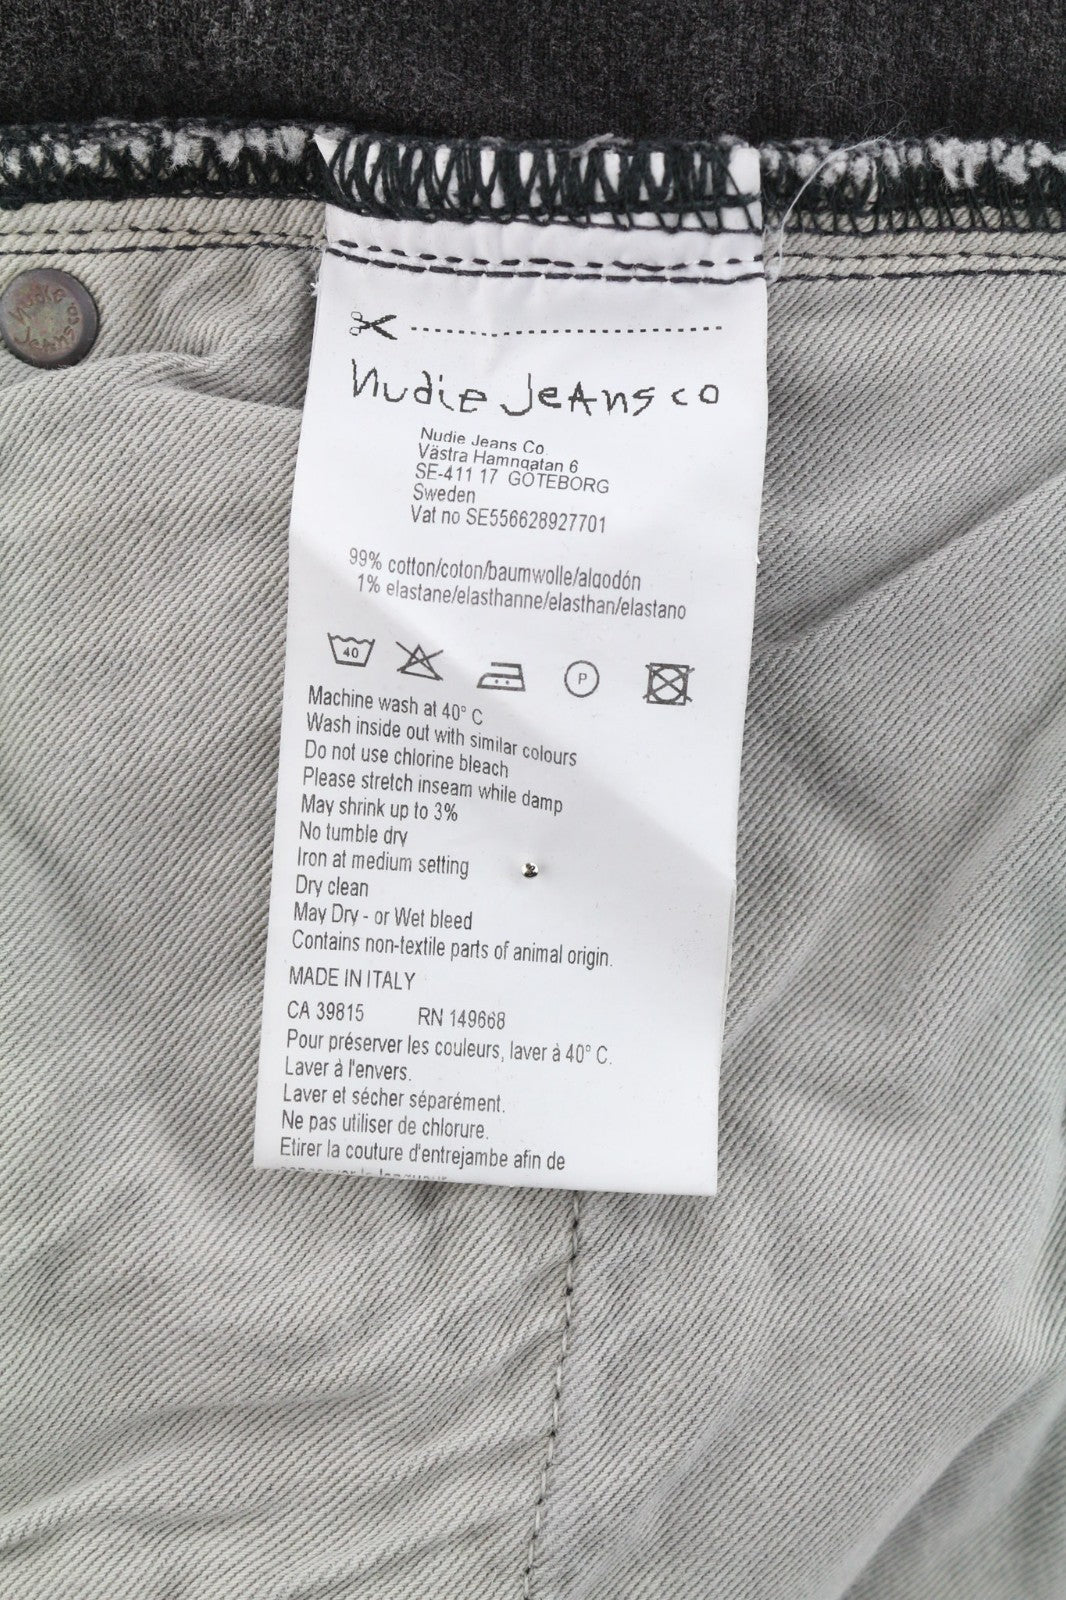 Nudie Jeans co
Nudie Jeans co
Nudie Jeans Co.
Västra Hamngatan 6
SE-411 17 GÖTEBORG
Sweden
Vat no SE556628927701
99% cotton/coton/baumwolle/algodón
1% elastane/elasthanne/elasthan/elastano
40
P
Machine wash at 40° C
Wash inside out with similar colours
Do not use chlorine bleach
Please stretch inseam while damp
May shrink up to 3%
No tumble dry
Iron at medium setting
Dry clean
May Dry - or Wet bleed
Contains non-textile parts of animal origin.
MADE IN ITALY
CA 39815 RN 149668
Pour préserver les couleurs, laver à 40° C.
Laver à l'envers.
Laver et sécher séparément.
Ne pas utiliser de chlorure.
Etirer la couture d'entrejambe afin de